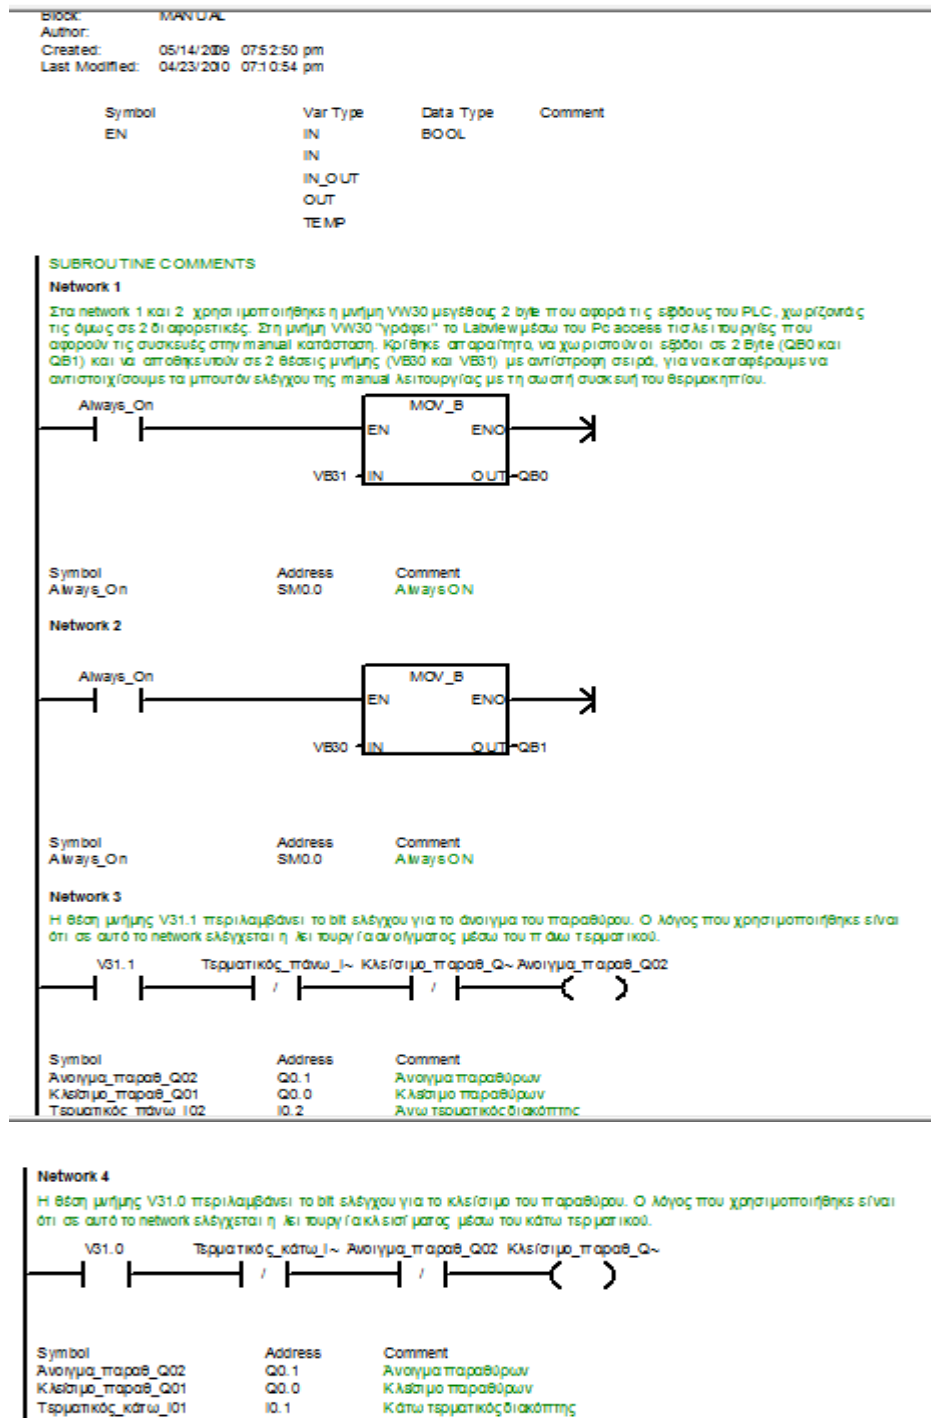 Block: MANUAL
Author:
Created: 05/14/2009 07:52:50 pm
Last Modified: 04/23/2010 07:10:54 pm
Symbol Var Type Data Type Comment
EN IN BOOL
IN
IN_OUT
OUT
TEMP
SUBROUTINE COMMENTS
Network 1
Στα network 1 και 2 χρησιμοποιήθηκε η μνήμη VW30 μεγέθους 2 byte που αφορά τις εξόδους του PLC, χωρίζοντάς
τις όμως σε 2 διαφορετικές. Στη μνήμη VW30 "γράφει" το Labview μέσω του Pc access τις λειτουργίες που
αφορούν τις συσκευές στην manual κατάσταση. Κρίθηκε απαραίτητο, να χωριστούν οι εξόδοι σε 2 Byte (QB0 και
QB1) και να αποθηκευτούν σε 2 θέσεις μνήμης (VB30 και VB31) με αντίστροφη σειρά, για να καταφέρουμε να
αντιστοιχίσουμε τα μπουτόν ελέγχου της manual λειτουργίας με τη σωστή συσκευή του θερμοκηπίου.
Always_On MOV_B
EN ENO
VB31 IN OUT QB0
Symbol Address Comment
Always_On SM0.0 Always ON
Network 2
Always_On MOV_B
EN ENO
VB30 IN OUT QB1
Symbol Address Comment
Always_On SM0.0 Always ON
Network 3
Η θέση μνήμης V31.1 περιλαμβάνει το bit ελέγχου για το άνοιγμα του παραθύρου. Ο λόγος που χρησιμοποιήθηκε είναι
ότι σε αυτό το network ελέγχεται η λειτουργία ανοίγματος μέσω του πάνω τερματικού.
V31.1 Τερματικός_πάνω_I~ Κλείσιμο_παραθ_Q~ Άνοιγμα_παραθ_Q02
/ /
Symbol Address Comment
Άνοιγμα_παραθ_Q02 Q0.1 Άνοιγμα παραθύρων
Κλείσιμο_παραθ_Q01 Q0.0 Κλείσιμο παραθύρων
Τερματικός_πάνω_I02 I0.2 Άνω τερματικός διακόπτης
Network 4
Η θέση μνήμης V31.0 περιλαμβάνει το bit ελέγχου για το κλείσιμο του παραθύρου. Ο λόγος που χρησιμοποιήθηκε είναι
ότι σε αυτό το network ελέγχεται η λειτουργία κλεισίματος μέσω του κάτω τερματικού.
V31.0 Τερματικός_κάτω_I~ Άνοιγμα_παραθ_Q02 Κλείσιμο_παραθ_Q~
/ /
Symbol Address Comment
Άνοιγμα_παραθ_Q02 Q0.1 Άνοιγμα παραθύρων
Κλείσιμο_παραθ_Q01 Q0.0 Κλείσιμο παραθύρων
Τερματικός_κάτω_I01 I0.1 Κάτω τερματικός διακόπτης